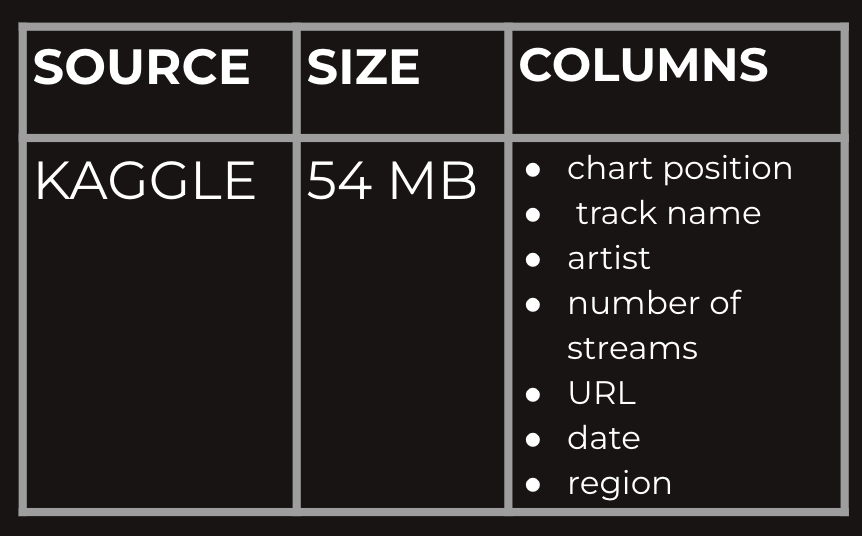 SOURCE
SIZE
COLUMNS
KAGGLE
54 MB
● chart position
● track name
● artist
● number of
streams
● URL
● date
● region